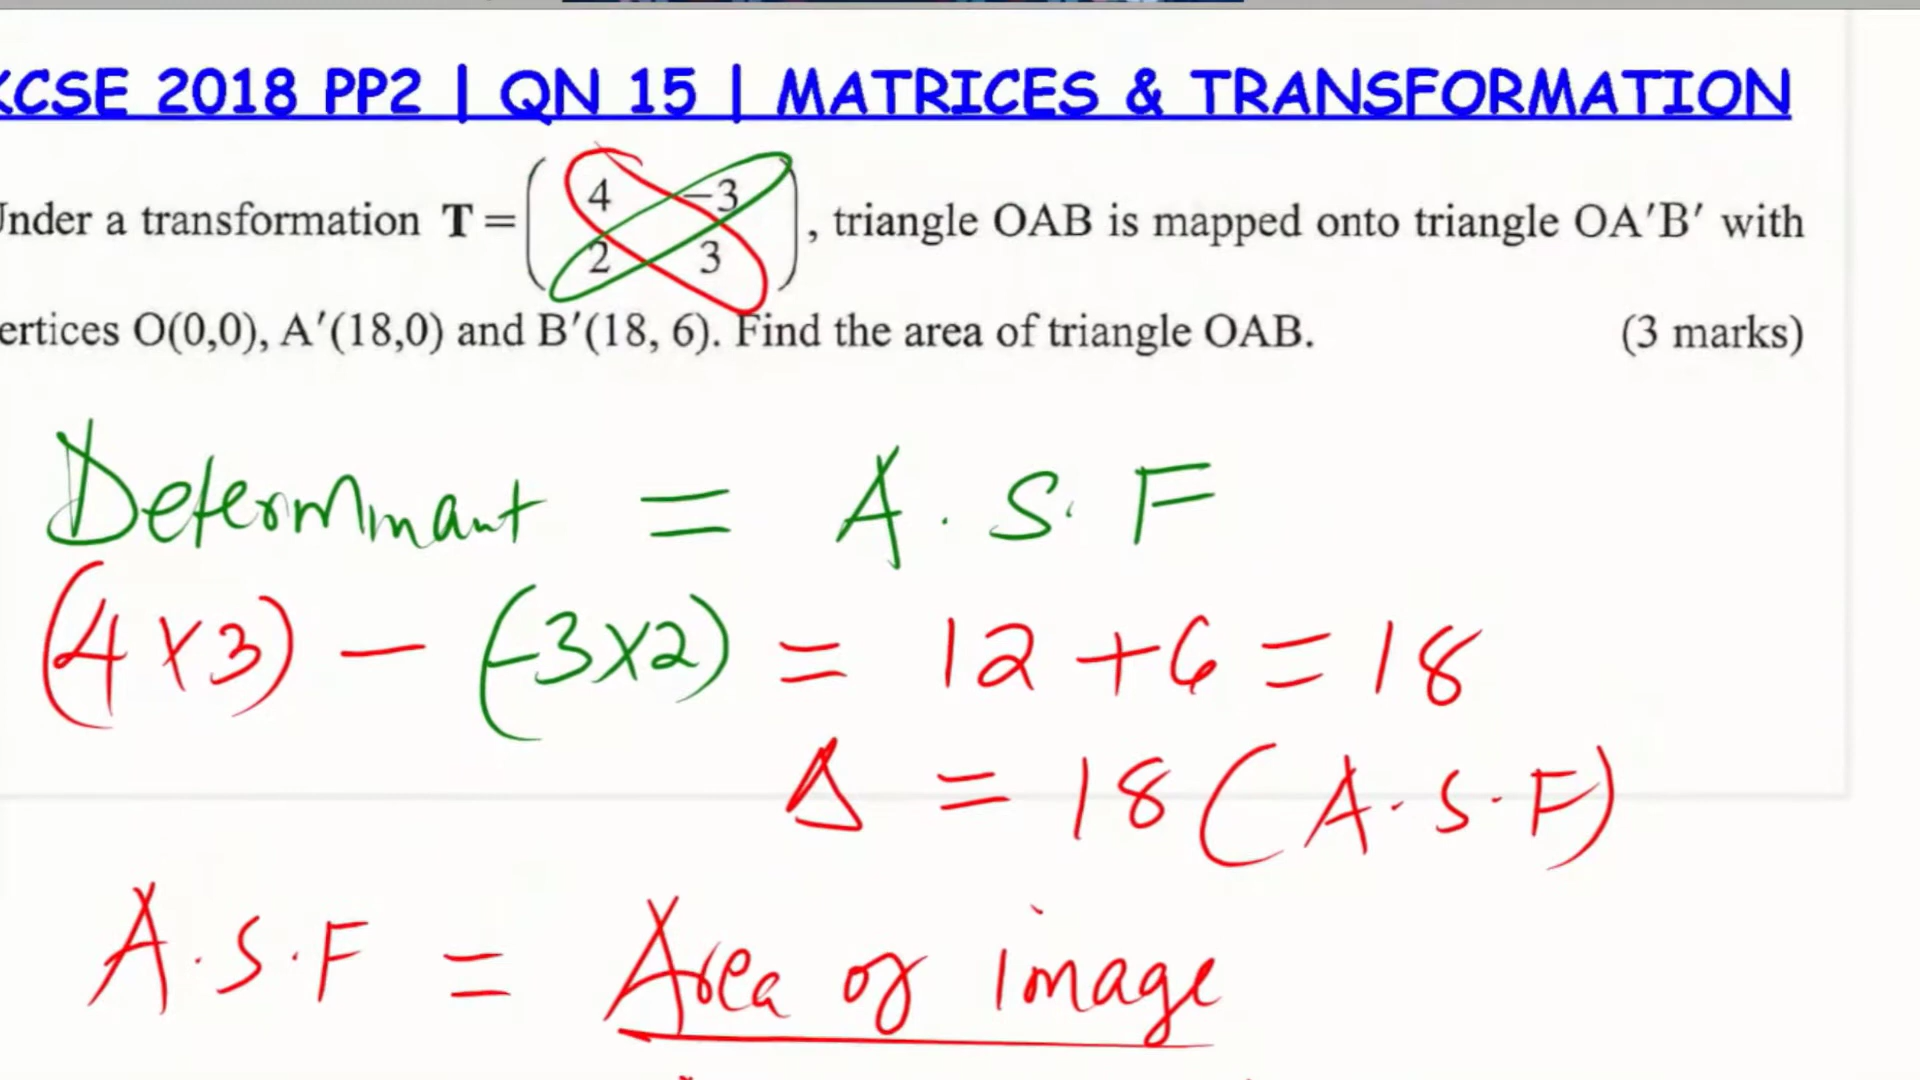 KCSE 2018 PP2 | QN 15 | MATRICES & TRANSFORMATION
Under a transformation T = ( 4 −3 2 3 ), triangle OAB is mapped onto triangle OA′B′ with
ertices O(0,0), A′(18,0) and B′(18, 6). Find the area of triangle OAB. (3 marks)
Determinant = A.S.F
(4 x 3) − (-3x2) = 12 + 6 = 18
Δ = 18 (A.S.F)
A.S.F = Area of image